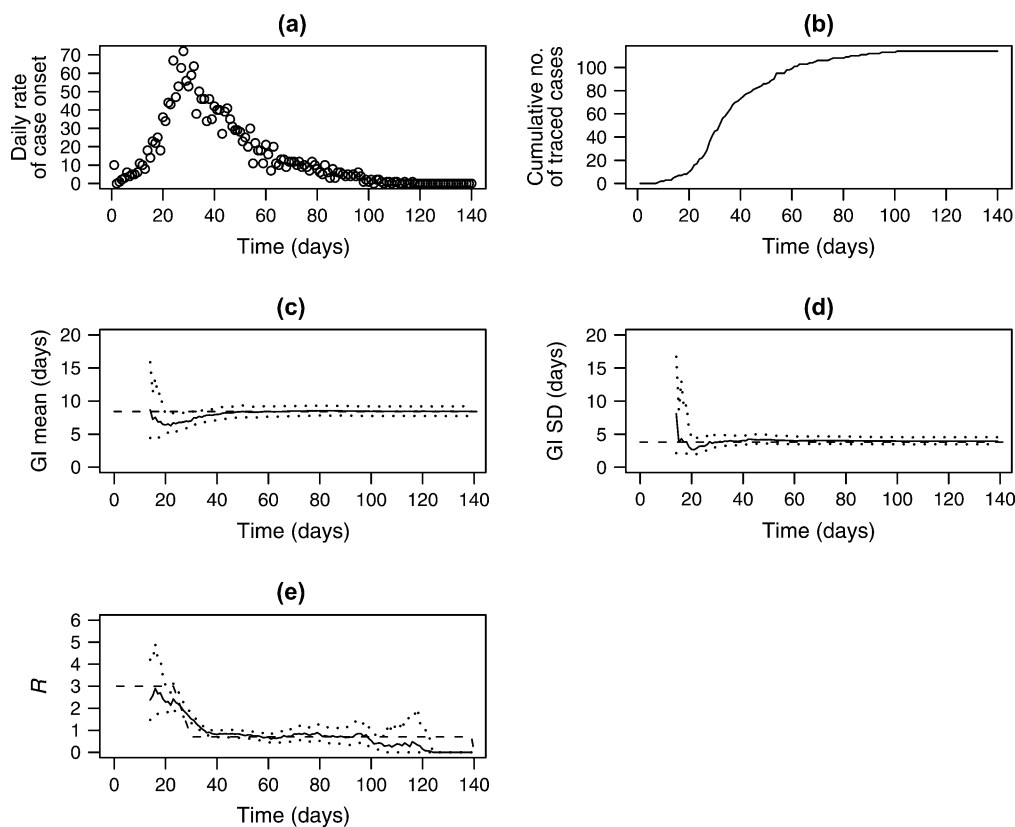 (a)
Daily rate
of case onset
70
60
50
40
30
20
10
0
0 20 40 60 80 100 120 140
Time (days)
(b)
Cumulative no.
of traced cases
100
80
60
40
20
0
0 20 40 60 80 100 120 140
Time (days)
(c)
GI mean (days)
20
15
10
5
0
0 20 40 60 80 100 120 140
Time (days)
(d)
GI SD (days)
20
15
10
5
0
0 20 40 60 80 100 120 140
Time (days)
(e)
R
6
5
4
3
2
1
0
0 20 40 60 80 100 120 140
Time (days)